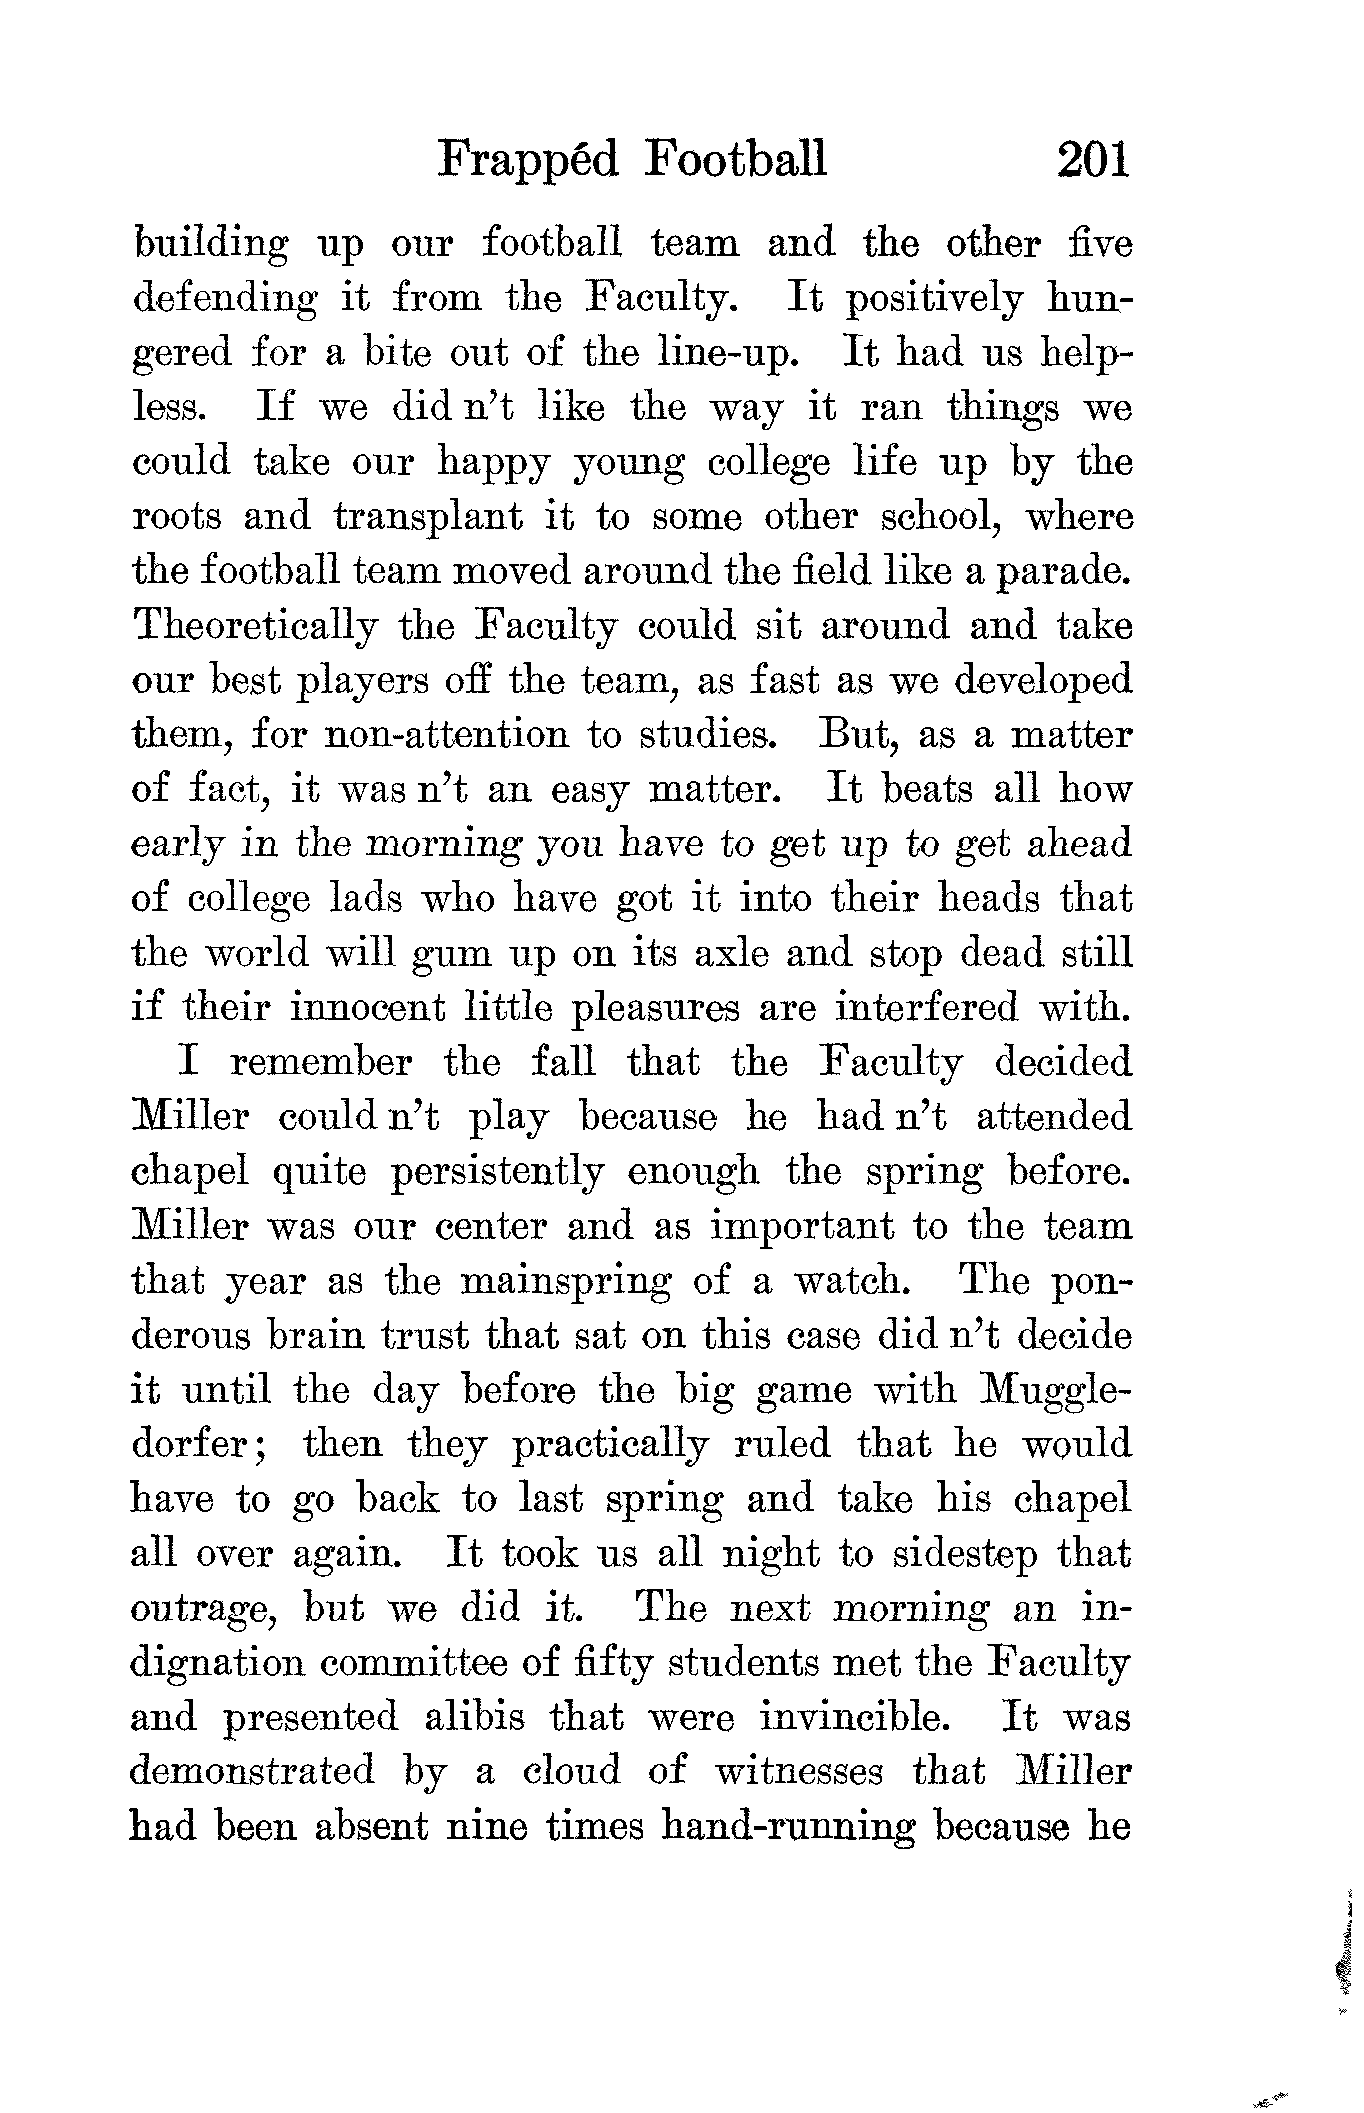 Frappéd Football 201
building up our football team and the other five
defending it from the Faculty. It positively hun-
gered for a bite out of the line-up. It had us help-
less. If we did n't like the way it ran things we
could take our happy young college life up by the
roots and transplant it to some other school, where
the football team moved around the field like a parade.
Theoretically the Faculty could sit around and take
our best players off the team, as fast as we developed
them, for non-attention to studies. But, as a matter
of fact, it was n't an easy matter. It beats all how
early in the morning you have to get up to get ahead
of college lads who have got it into their heads that
the world will gum up on its axle and stop dead still
if their innocent little pleasures are interfered with.
I remember the fall that the Faculty decided
Miller could n't play because he had n't attended
chapel quite persistently enough the spring before.
Miller was our center and as important to the team
that year as the mainspring of a watch. The pon-
derous brain trust that sat on this case did n't decide
it until the day before the big game with Muggle-
dorfer; then they practically ruled that he would
have to go back to last spring and take his chapel
all over again. It took us all night to sidestep that
outrage, but we did it. The next morning an in-
dignation committee of fifty students met the Faculty
and presented alibis that were invincible. It was
demonstrated by a cloud of witnesses that Miller
had been absent nine times hand-running because he